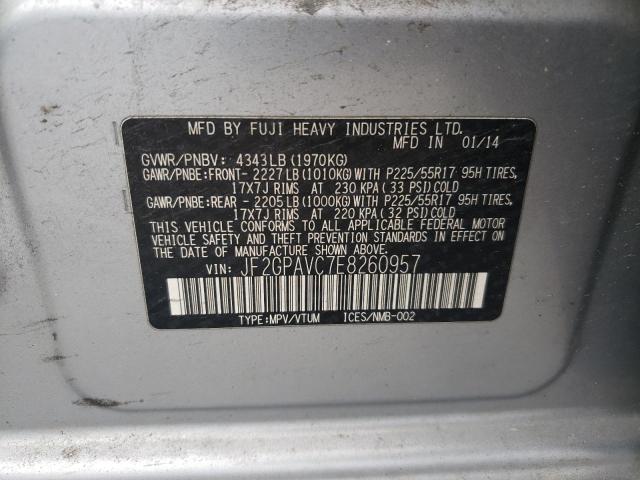 MFD BY FUJI HEAVY INDUSTRIES LTD.
MFD IN 01/14
GVWR/PNBV: 4343LB(1970KG)
GAWR/PNBE:FRONT-2227LB(1010KG)WITH P225/55R17 95H TIRES,
17X7J RIMS AT 230 KPA(33 PSI)COLD
GAWR/PNBE:REAR -2205LB(1000KG)WITH P225/55R17 95H TIRES,
17X7J RIMS AT 220 KPA(32 PSI)COLD
THIS VEHICLE CONFORMS TO ALL APPLICABLE FEDERAL MOTOR
VEHICLE SAFETY AND THEFT PREVENTION STANDARDS IN EFFECT ON
THE DATE OF MANUFACTURE SHOWN ABOVE.
VIN: JF2GPAVC7E8260957
TYPE:MPV/VTUM ICES/NMB-002